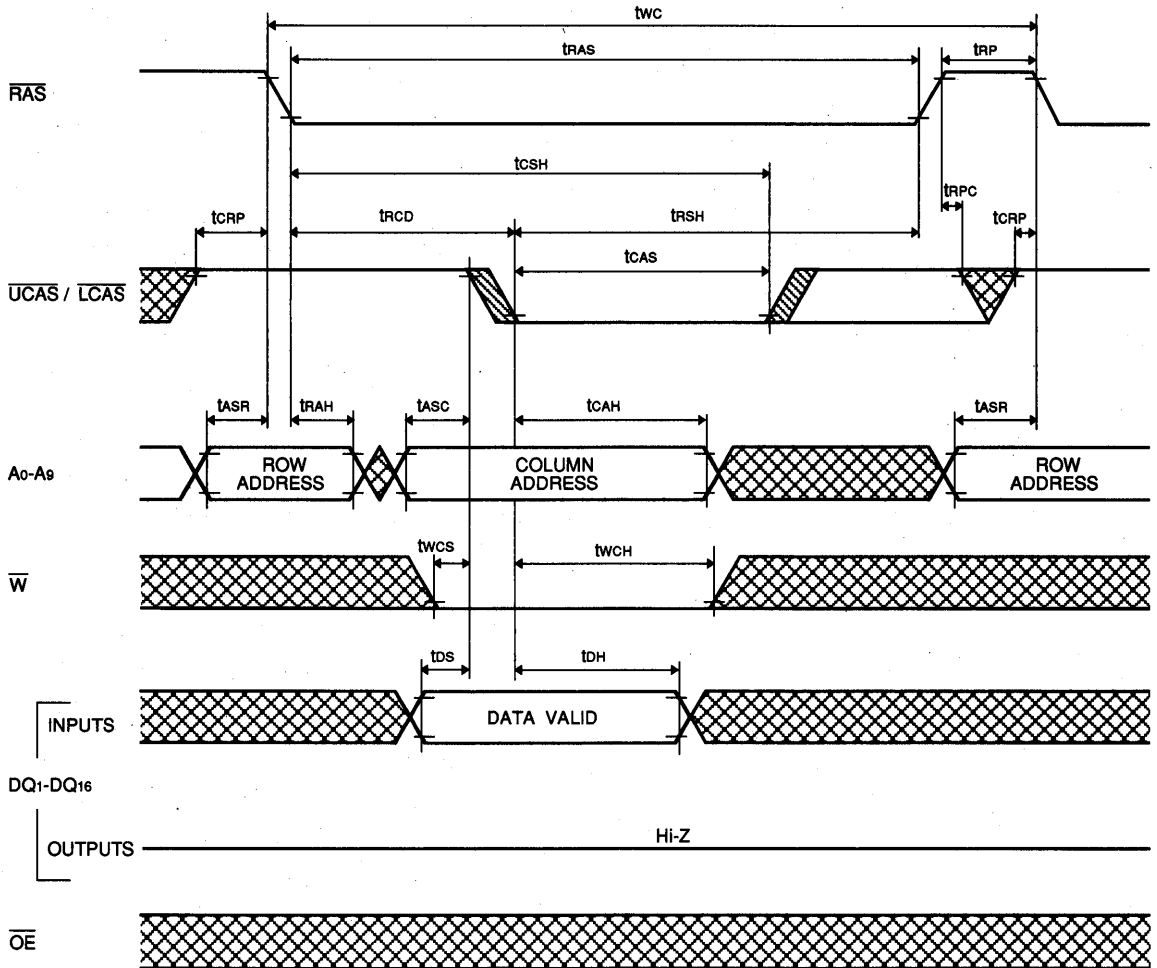 tWC
tRAS
tRP
RAS
tCSH
tRPC
tCRP
tRCD
tRSH
tCRP
tCAS
UCAS / LCAS
tASR
tRAH
tASC
tCAH
tASR
A0-A9
ROW ADDRESS
COLUMN ADDRESS
ROW ADDRESS
tWCS
tWCH
W
tDS
tDH
INPUTS
DATA VALID
DQ1-DQ16
Hi-Z
OUTPUTS
OE